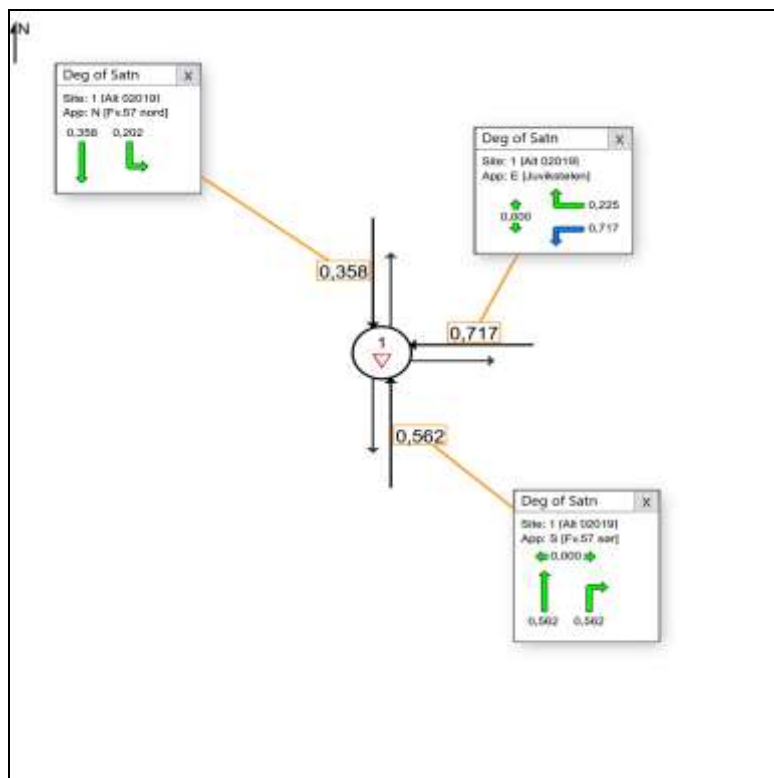 N
Deg of Satn X
Site: 1 [Alt 02019]
App: N [Fv.57 nord]
0,358 0,202
Deg of Satn X
Site: 1 [Alt 02019]
App: E [Juvikstølen]
0,000
0,225
0,717
0,358
1
0,717
0,562
Deg of Satn X
Site: 1 [Alt 02019]
App: S [Fv.57 sør]
0,000
0,562 0,562